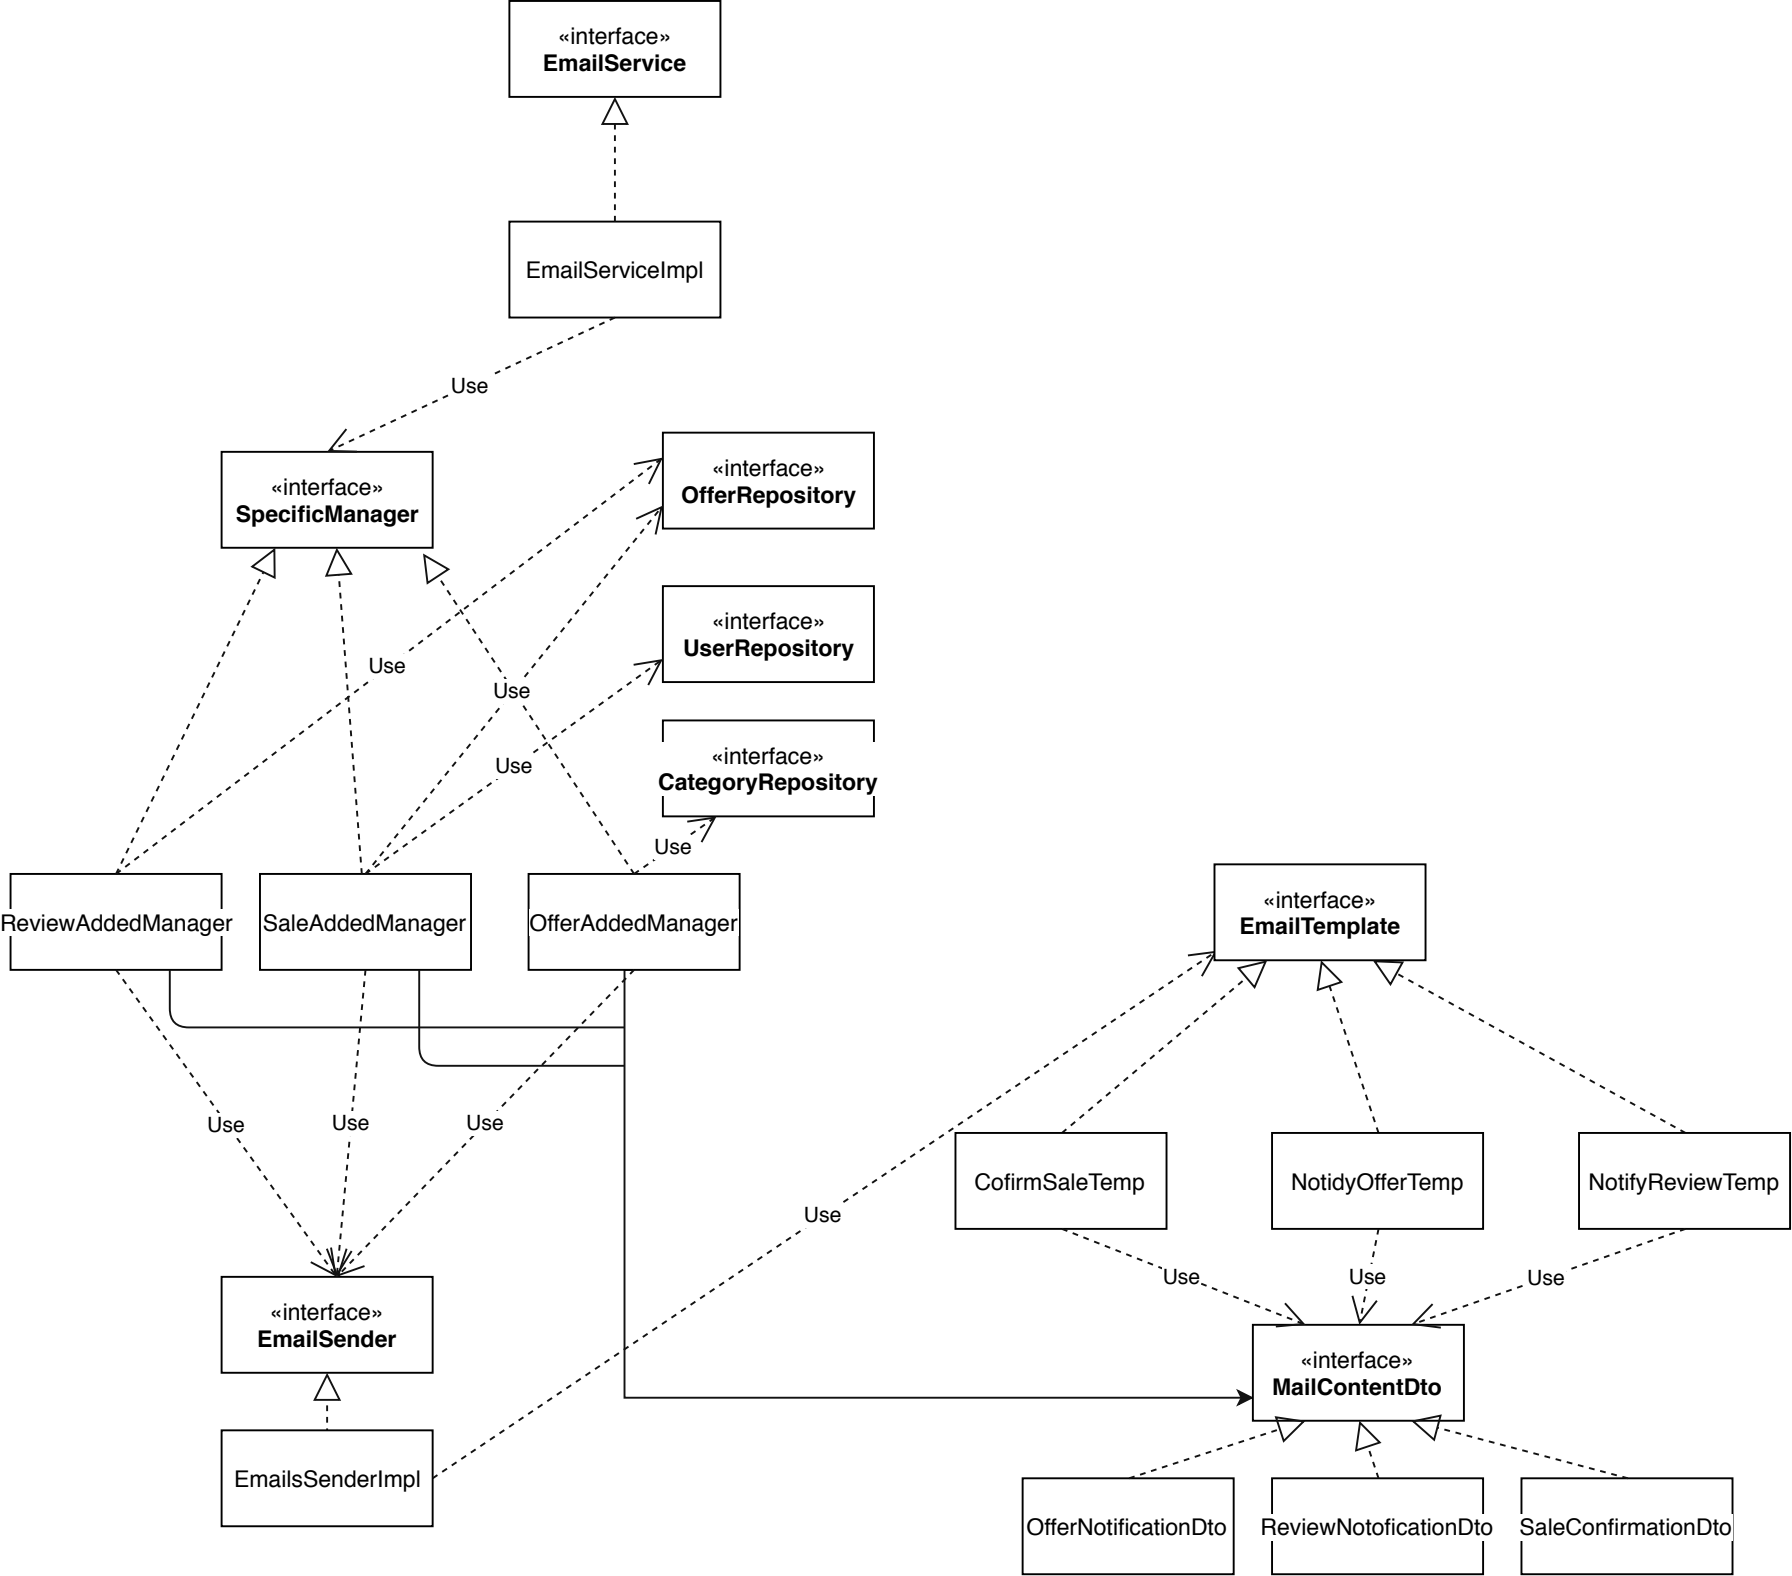 «interface»
EmailService
EmailServiceImpl
Use
«interface»
SpecificManager
«interface»
OfferRepository
«interface»
UserRepository
Use
Use
Use
«interface»
CategoryRepository
Use
ReviewAddedManager
SaleAddedManager
OfferAddedManager
«interface»
EmailTemplate
Use
Use
Use
Use
CofirmSaleTemp
NotidyOfferTemp
NotifyReviewTemp
Use
Use
Use
«interface»
EmailSender
«interface»
MailContentDto
EmailsSenderImpl
OfferNotificationDto
ReviewNotoficationDto
SaleConfirmationDto